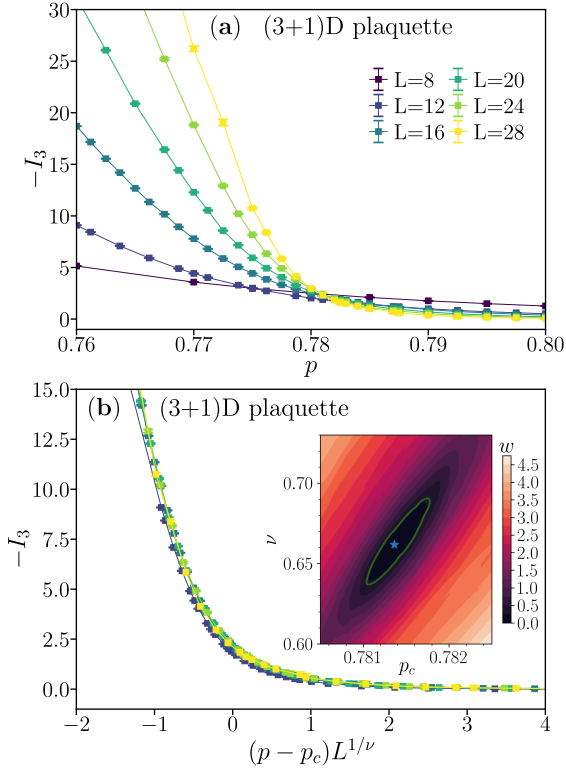 (a) (3+1)D plaquette
L=8
L=12
L=16
L=20
L=24
L=28
−I₃
30
25
20
15
10
5
0
0.76 0.77 0.78 0.79 0.80
p
(b) (3+1)D plaquette
−I₃
15.0
12.5
10.0
7.5
5.0
2.5
0.0
−2 −1 0 1 2 3 4
(p − p_c)L^{1/ν}
ν
0.70
0.65
0.60
0.781 0.782
p_c
w
4.5
4.0
3.5
3.0
2.5
2.0
1.5
1.0
0.5
0.0